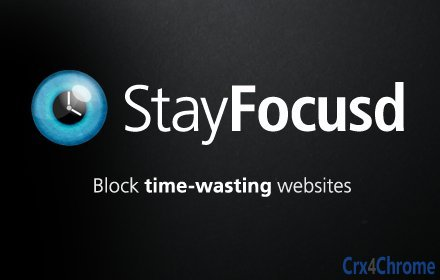 StayFocusd
Block time-wasting websites
Crx4Chrome